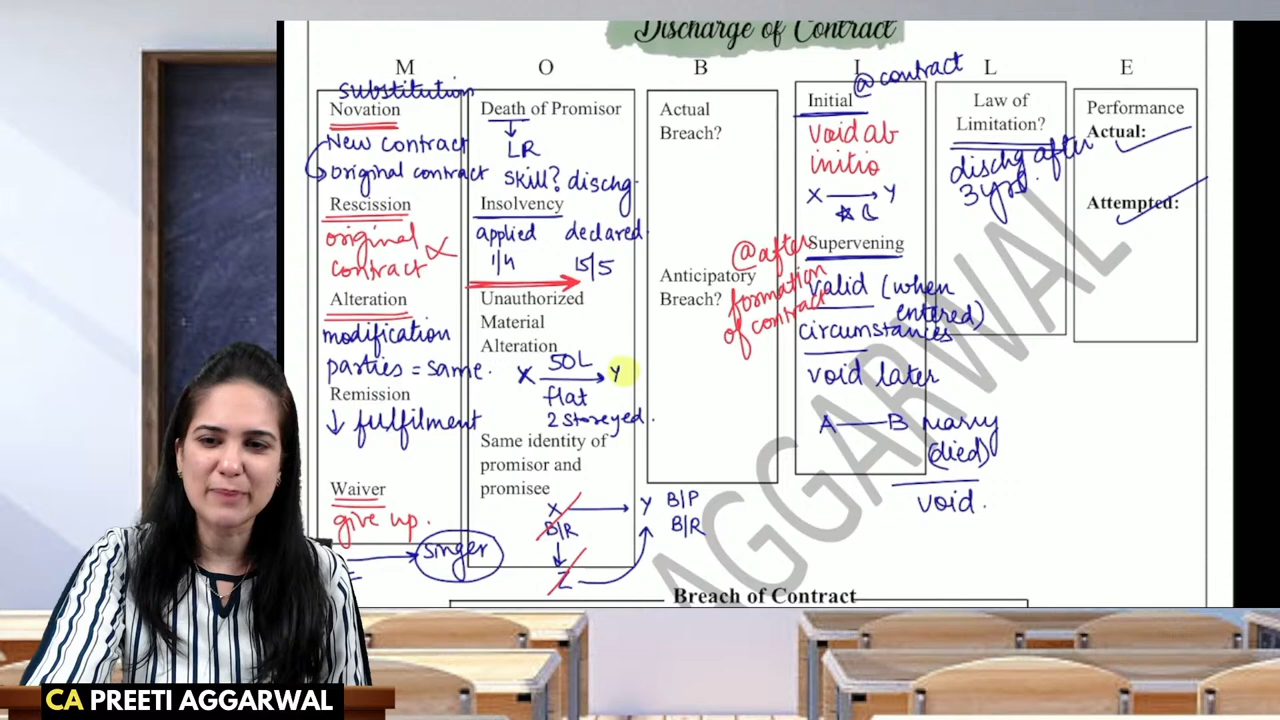 Discharge of Contract
M
O
B
I
L
E
substitution
Novation
New contract
original contract
Rescission
original
contract
Alteration
modification
parties = same.
Remission
↓ fulfilment
Waiver
give up.
singer
Death of Promisor
↓
LR
skill? dischg.
Insolvency
applied declared
1/4 15/5
Unauthorized
Material
Alteration
X SOL → Y
flat
2 storeyed.
Same identity of
promisor and
promisee
X → Y B/P
B/R B/R
↓
Z
Actual
Breach?
Anticipatory
Breach?
@ contract
Initial
void ab
initio
X → Y
@ after
formation
of contract
Supervening
valid (when
entered)
circumstances
void later
A — B marry
(died)
void.
Law of
Limitation?
dischg after
3 yrs.
Performance
Actual:
Attempted:
AGGARWAL
Breach of Contract
CA PREETI AGGARWAL